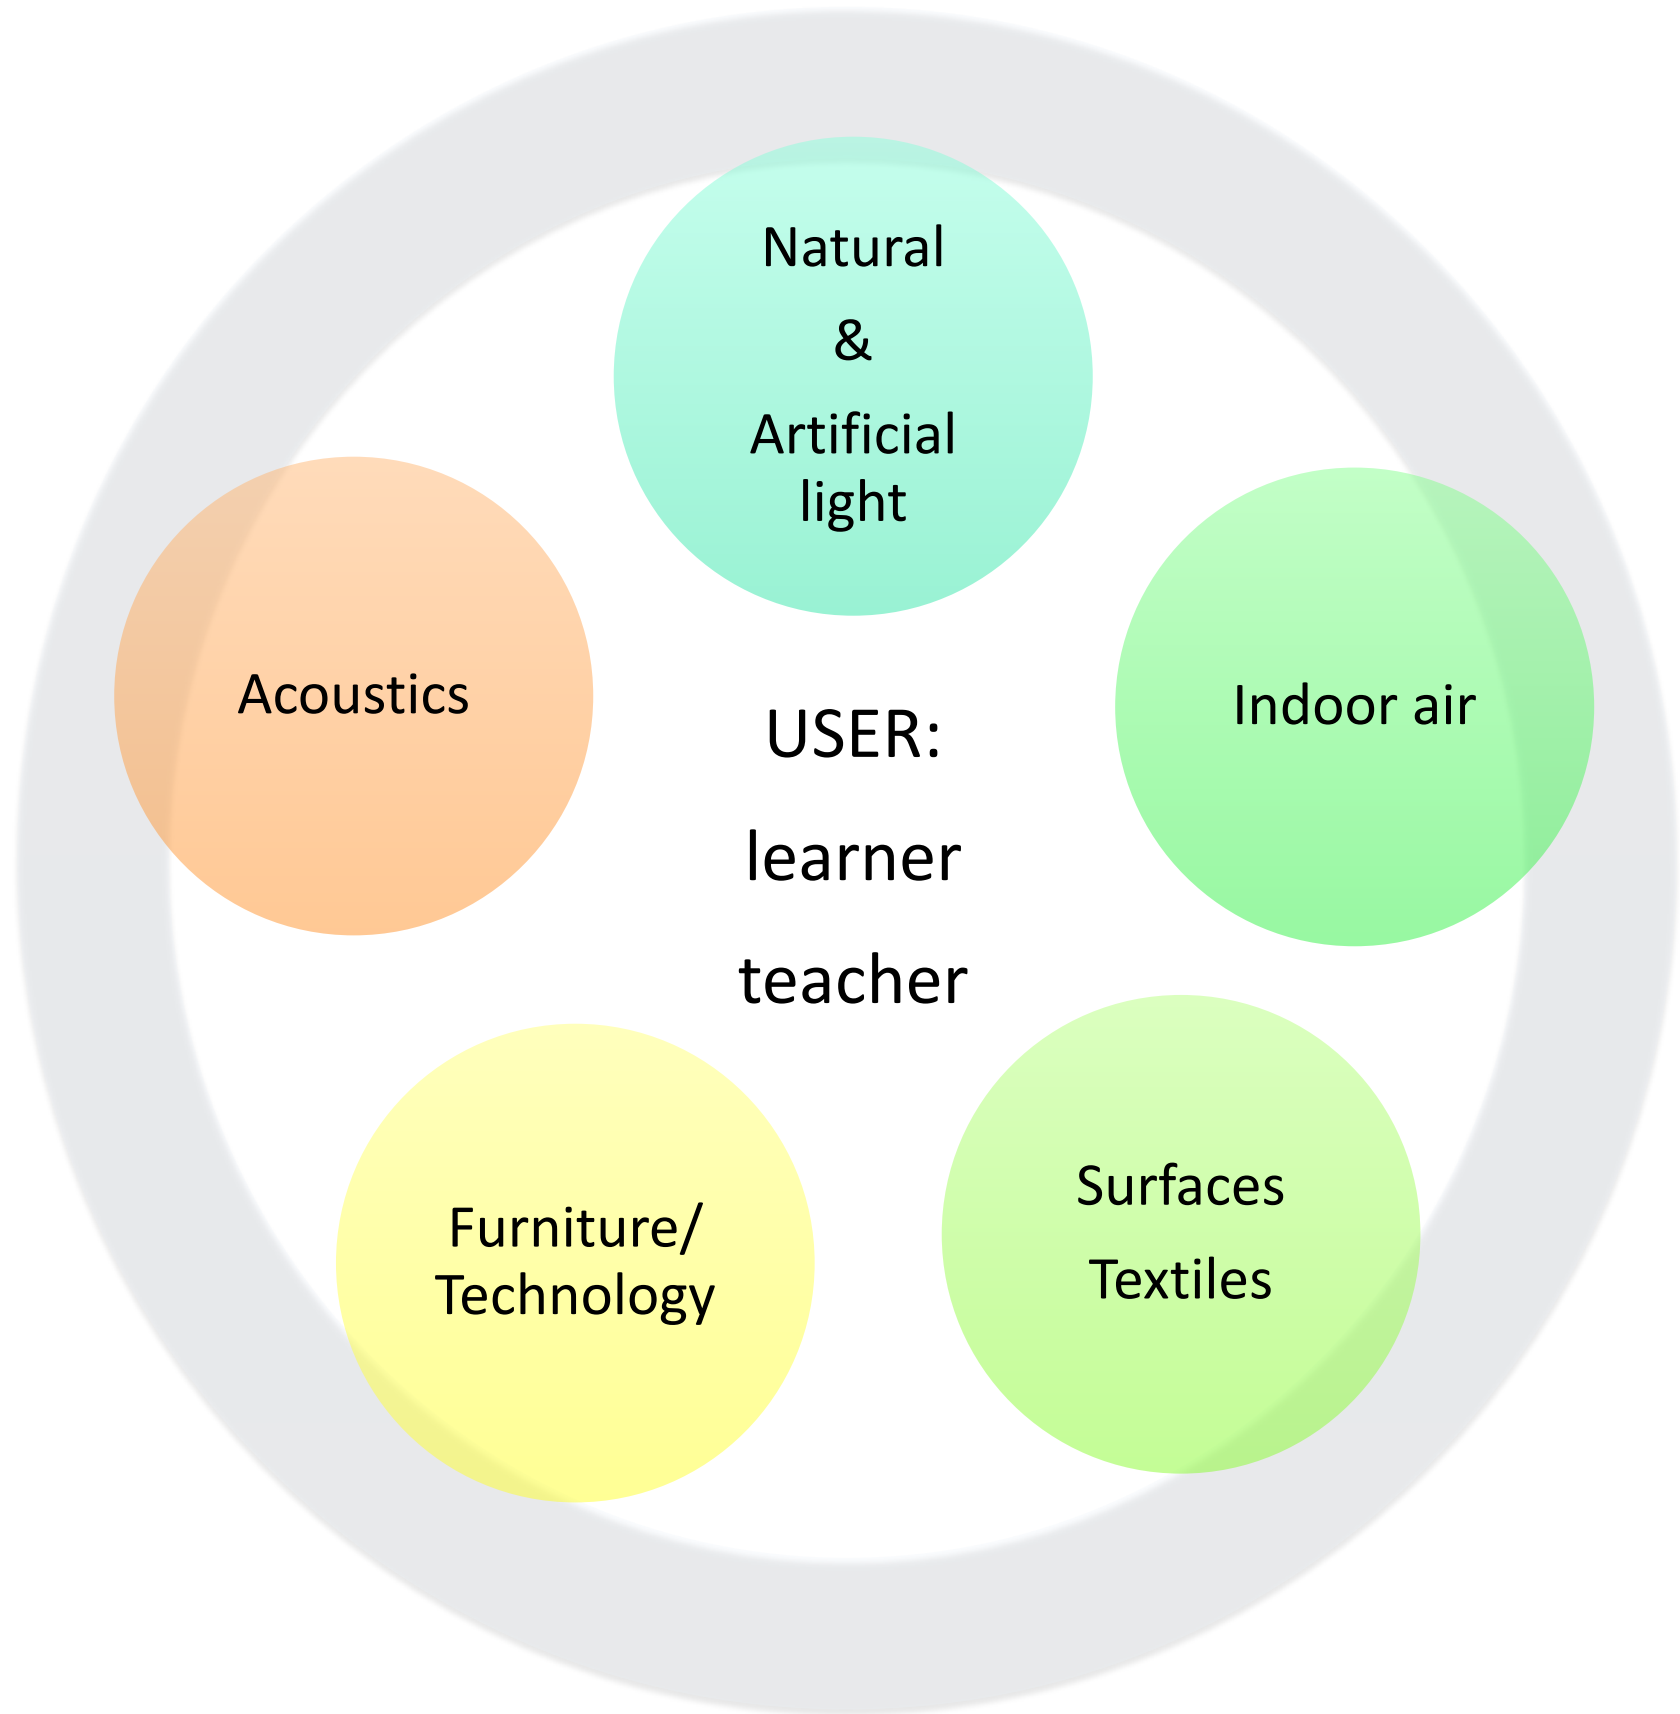 Natural
&
Artificial
light
Acoustics
Indoor air
USER:
learner
teacher
Surfaces
Textiles
Furniture/
Technology